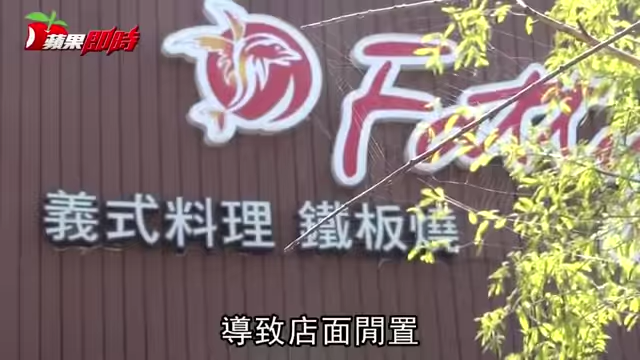 蘋果即時
義式料理 鐵板燒
導致店面閒置